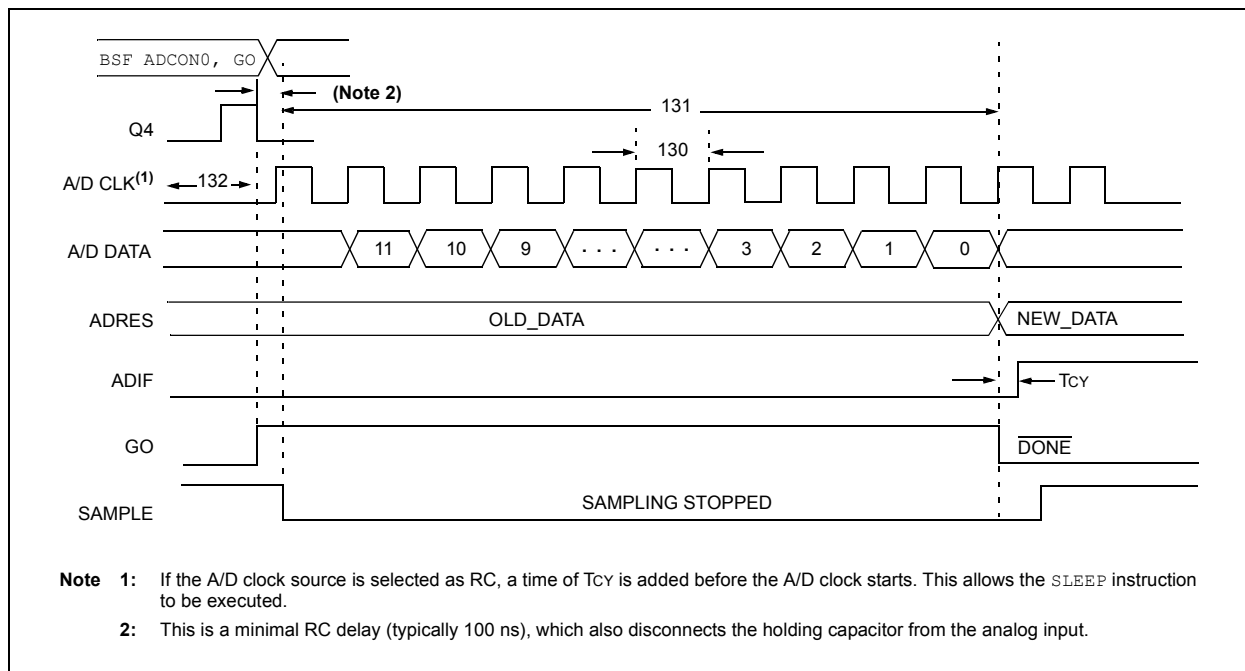 BSF ADCON0, GO
(Note 2)
131
Q4
130
A/D CLK(1)
132
A/D DATA
11 10 9 . . . . . . 3 2 1 0
ADRES
OLD_DATA
NEW_DATA
ADIF
TCY
GO
DONE
SAMPLE
SAMPLING STOPPED
Note 1: If the A/D clock source is selected as RC, a time of TCY is added before the A/D clock starts. This allows the SLEEP instruction
to be executed.
2: This is a minimal RC delay (typically 100 ns), which also disconnects the holding capacitor from the analog input.